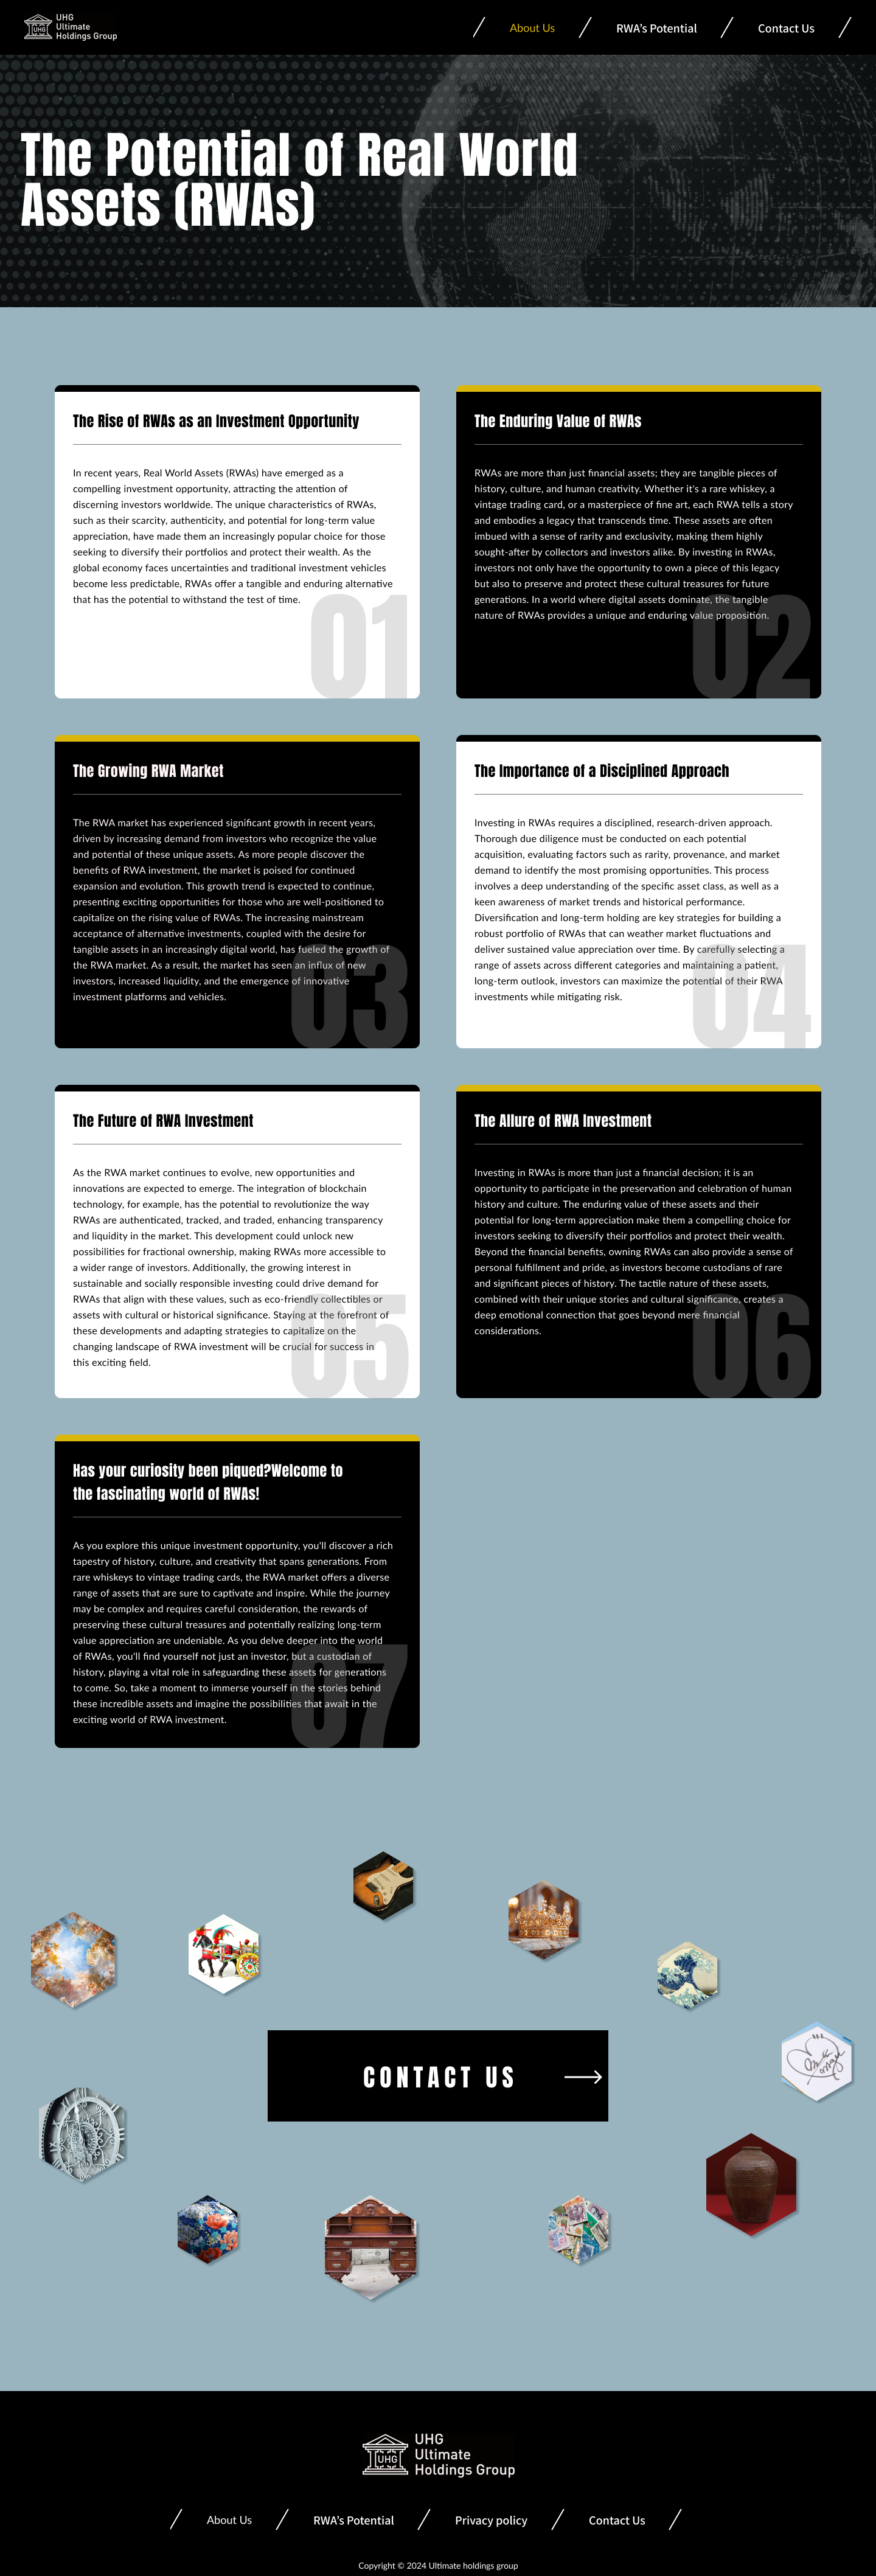 UHG
Ultimate
Holdings Group
About Us
RWA's Potential
Contact Us
The Potential of Real World
Assets (RWAs)
The Rise of RWAs as an Investment Opportunity
In recent years, Real World Assets (RWAs) have emerged as a
compelling investment opportunity, attracting the attention of
discerning investors worldwide. The unique characteristics of RWAs,
such as their scarcity, authenticity, and potential for long-term value
appreciation, have made them an increasingly popular choice for those
seeking to diversify their portfolios and protect their wealth. As the
global economy faces uncertainties and traditional investment vehicles
become less predictable, RWAs offer a tangible and enduring alternative
that has the potential to withstand the test of time.
01
The Enduring Value of RWAs
RWAs are more than just financial assets; they are tangible pieces of
history, culture, and human creativity. Whether it's a rare whiskey, a
vintage trading card, or a masterpiece of fine art, each RWA tells a story
and embodies a legacy that transcends time. These assets are often
imbued with a sense of rarity and exclusivity, making them highly
sought-after by collectors and investors alike. By investing in RWAs,
investors not only have the opportunity to own a piece of this legacy
but also to preserve and protect these cultural treasures for future
generations. In a world where digital assets dominate, the tangible
nature of RWAs provides a unique and enduring value proposition.
02
The Growing RWA Market
The RWA market has experienced significant growth in recent years,
driven by increasing demand from investors who recognize the value
and potential of these unique assets. As more people discover the
benefits of RWA investment, the market is poised for continued
expansion and evolution. This growth trend is expected to continue,
presenting exciting opportunities for those who are well-positioned to
capitalize on the rising value of RWAs. The increasing mainstream
acceptance of alternative investments, coupled with the desire for
tangible assets in an increasingly digital world, has fueled the growth of
the RWA market. As a result, the market has seen an influx of new
investors, increased liquidity, and the emergence of innovative
investment platforms and vehicles.
03
The Importance of a Disciplined Approach
Investing in RWAs requires a disciplined, research-driven approach.
Thorough due diligence must be conducted on each potential
acquisition, evaluating factors such as rarity, provenance, and market
demand to identify the most promising opportunities. This process
involves a deep understanding of the specific asset class, as well as a
keen awareness of market trends and historical performance.
Diversification and long-term holding are key strategies for building a
robust portfolio of RWAs that can weather market fluctuations and
deliver sustained value appreciation over time. By carefully selecting a
range of assets across different categories and maintaining a patient,
long-term outlook, investors can maximize the potential of their RWA
investments while mitigating risk.
04
The Future of RWA Investment
As the RWA market continues to evolve, new opportunities and
innovations are expected to emerge. The integration of blockchain
technology, for example, has the potential to revolutionize the way
RWAs are authenticated, tracked, and traded, enhancing transparency
and liquidity in the market. This development could unlock new
possibilities for fractional ownership, making RWAs more accessible to
a wider range of investors. Additionally, the growing interest in
sustainable and socially responsible investing could drive demand for
RWAs that align with these values, such as eco-friendly collectibles or
assets with cultural or historical significance. Staying at the forefront of
these developments and adapting strategies to capitalize on the
changing landscape of RWA investment will be crucial for success in
this exciting field.
05
The Allure of RWA Investment
Investing in RWAs is more than just a financial decision; it is an
opportunity to participate in the preservation and celebration of human
history and culture. The enduring value of these assets and their
potential for long-term appreciation make them a compelling choice for
investors seeking to diversify their portfolios and protect their wealth.
Beyond the financial benefits, owning RWAs can also provide a sense of
personal fulfillment and pride, as investors become custodians of rare
and significant pieces of history. The tactile nature of these assets,
combined with their unique stories and cultural significance, creates a
deep emotional connection that goes beyond mere financial
considerations.
06
Has your curiosity been piqued?Welcome to
the fascinating world of RWAs!
As you explore this unique investment opportunity, you'll discover a rich
tapestry of history, culture, and creativity that spans generations. From
rare whiskeys to vintage trading cards, the RWA market offers a diverse
range of assets that are sure to captivate and inspire. While the journey
may be complex and requires careful consideration, the rewards of
preserving these cultural treasures and potentially realizing long-term
value appreciation are undeniable. As you delve deeper into the world
of RWAs, you'll find yourself not just an investor, but a custodian of
history, playing a vital role in safeguarding these assets for generations
to come. So, take a moment to immerse yourself in the stories behind
these incredible assets and imagine the possibilities that await in the
exciting world of RWA investment.
07
CONTACT US
UHG
UHG
Ultimate
Holdings Group
About Us
RWA's Potential
Privacy policy
Contact Us
Copyright © 2024 Ultimate holdings group